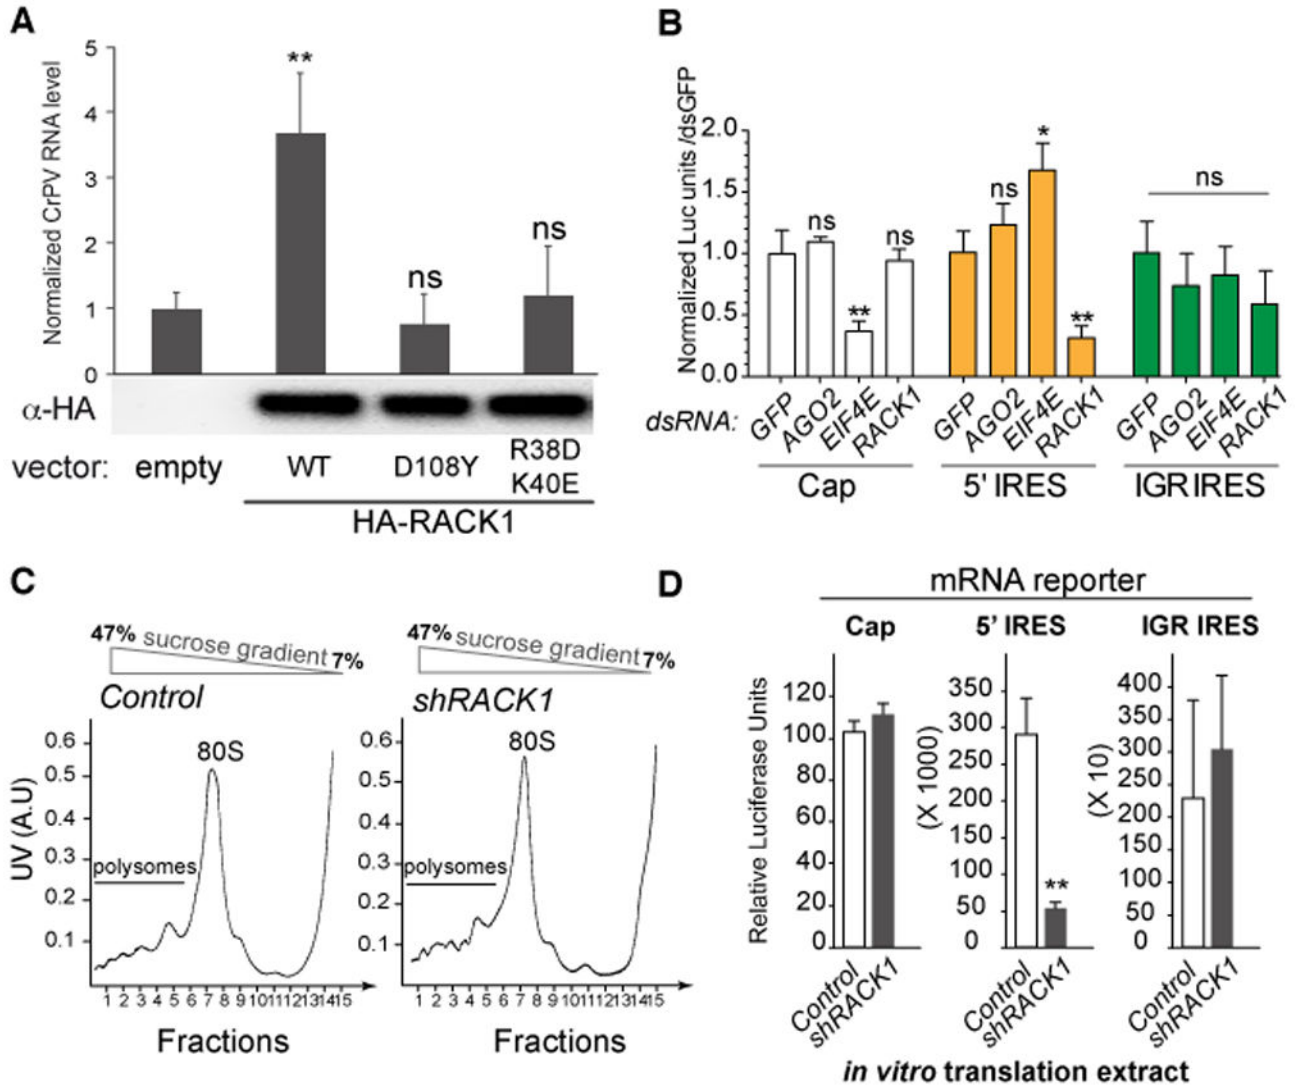 A
Normalized CrPV RNA level
5
4
3
2
1
0
**
ns
ns
α-HA
vector: empty WT D108Y R38D K40E
HA-RACK1
B
Normalized Luc units /dsGFP
2.0
1.5
1.0
0.5
0.0
ns
**
ns
ns
*
**
ns
dsRNA: GFP AGO2 EIF4E RACK1 GFP AGO2 EIF4E RACK1 GFP AGO2 EIF4E RACK1
Cap 5' IRES IGR IRES
C
47% sucrose gradient 7%
Control
UV (A.U)
0.6
0.5
0.4
0.3
0.2
0.1
80S
polysomes
1 2 3 4 5 6 7 8 9 10 11 12 13 14 15
Fractions
47% sucrose gradient 7%
shRACK1
0.6
0.5
0.4
0.3
0.2
0.1
80S
polysomes
1 2 3 4 5 6 7 8 9 10 11 12 13 14 15
Fractions
D
mRNA reporter
Cap 5' IRES IGR IRES
Relative Luciferase Units
120
100
80
60
40
20
0
Control
shRACK1
(X 1000)
350
300
250
200
150
100
50
0
**
Control
shRACK1
(X 10)
400
350
300
250
200
150
100
50
0
Control
shRACK1
in vitro translation extract